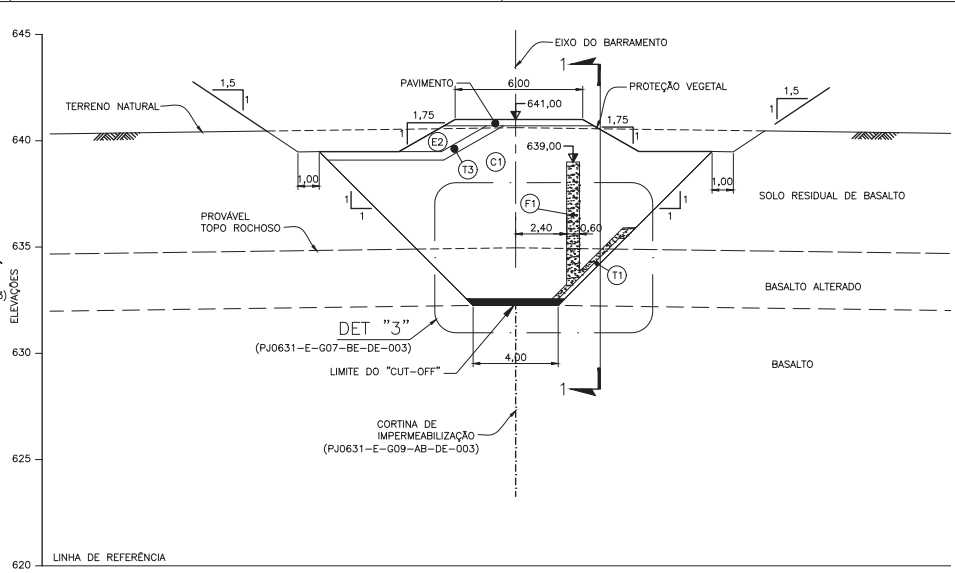 645
EIXO DO BARRAMENTO
1
1,5
1
PAVIMENTO
6,00
PROTEÇÃO VEGETAL
1,5
1
TERRENO NATURAL
641,00
1,75
1
1,75
1
640
E2
639,00
T3
C1
1,00
1,00
1
1
F1
1
1
SOLO RESIDUAL DE BASALTO
PROVÁVEL
TOPO ROCHOSO
2,40
0,60
635
T1
ELEVAÇÕES
3)
BASALTO ALTERADO
DET "3"
(PJ0631-E-G07-BE-DE-003)
630
4,00
BASALTO
LIMITE DO "CUT-OFF"
1
CORTINA DE
IMPERMEABILIZAÇÃO
(PJ0631-E-G09-AB-DE-003)
625
LINHA DE REFERÊNCIA
620